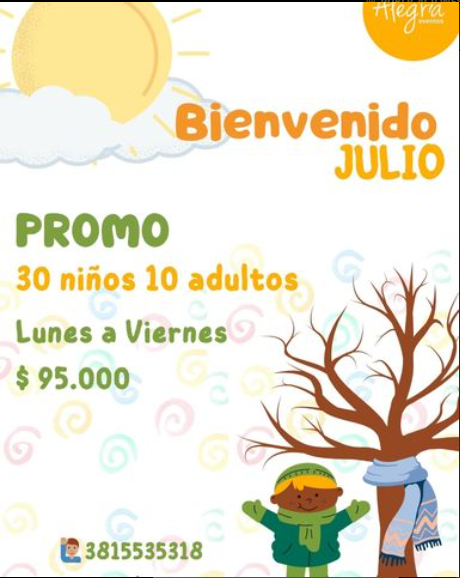 Alegra
eventos
Bienvenido
JULIO
PROMO
30 niños 10 adultos
Lunes a Viernes
$ 95.000
3815535318